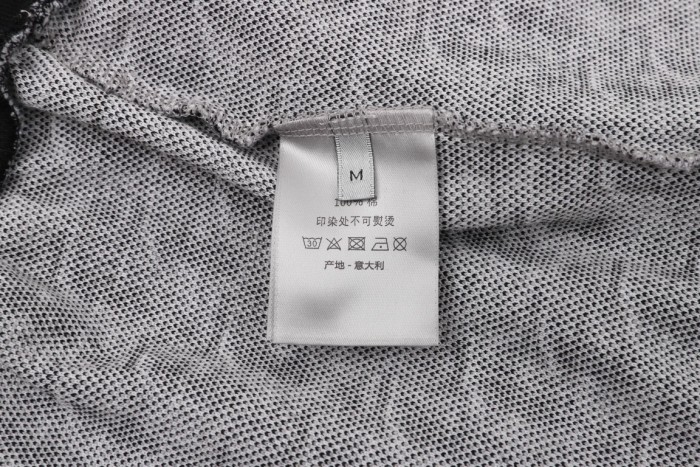 M
100% 棉
印染处不可熨烫
30
产地 - 意大利